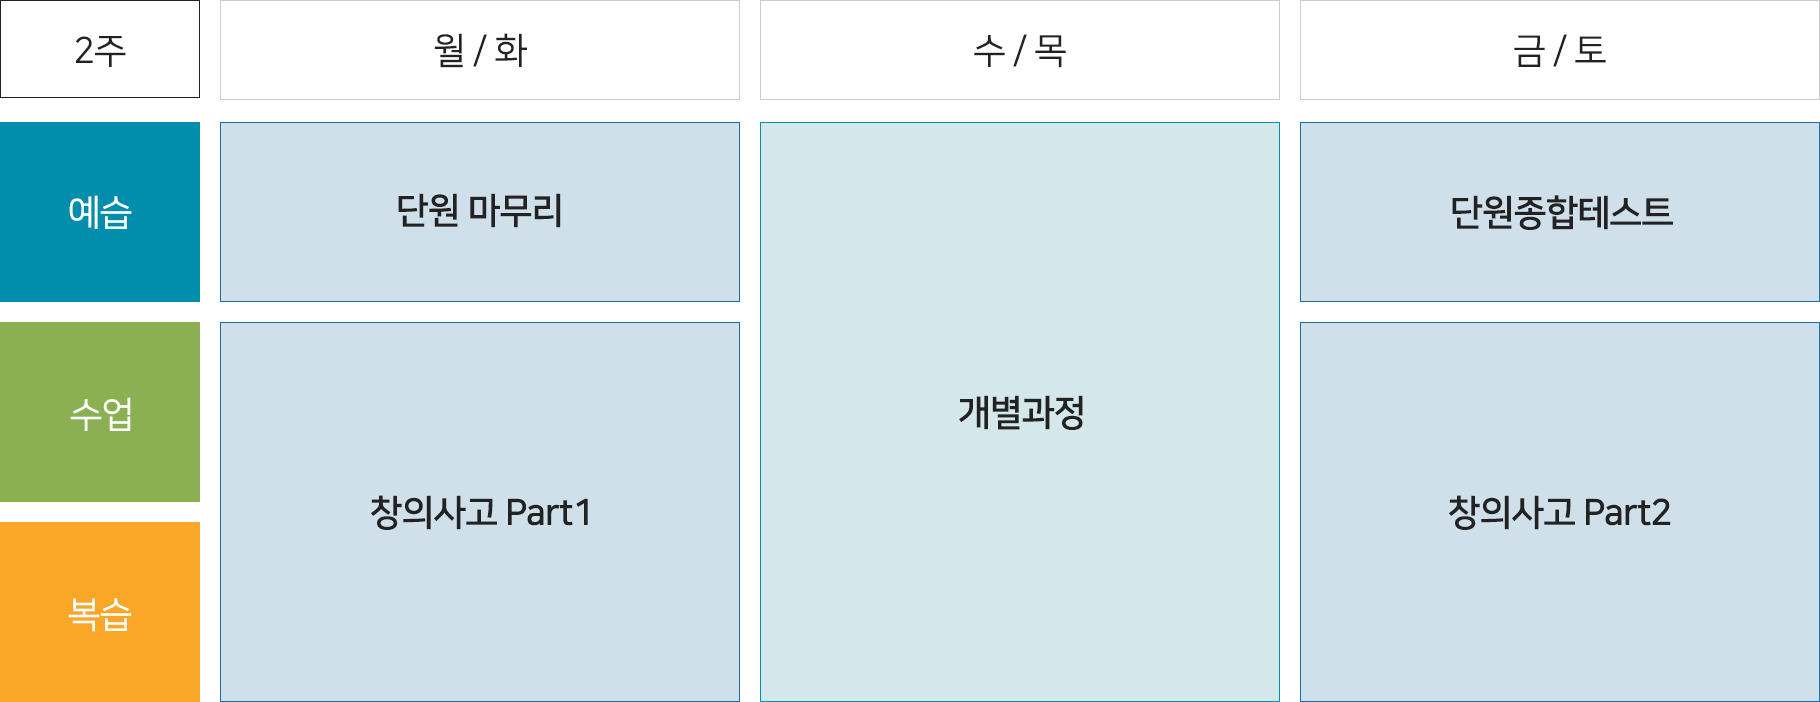 2주
월 / 화
수 / 목
금 / 토
예습
단원 마무리
단원종합테스트
수업
개별과정
창의사고 Part1
창의사고 Part2
복습